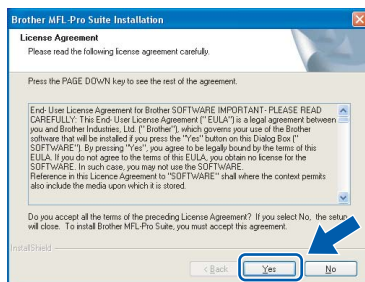 Brother MFL-Pro Suite Installation
License Agreement
Please read the following license agreement carefully.
Press the PAGE DOWN key to see the rest of the agreement.
End- User License Agreement for Brother SOFTWARE IMPORTANT- PLEASE READ
CAREFULLY: This End- User License Agreement (" EULA") is a legal agreement between
you and Brother Industries, Ltd. (" Brother"), which governs your use of the Brother
software that will be installed if you press the "Yes" button on this Dialog Box ("
SOFTWARE"). By pressing "Yes", you agree to be legally bound by the terms of this
EULA. If you do not agree to the terms of this EULA, you obtain no license for the
SOFTWARE. In such case, you may not use the SOFTWARE.
Reference in this Licence Agreement to "SOFTWARE" shall where the context permits
also include the media upon which it is stored.
Do you accept all the terms of the preceding License Agreement? If you select No, the setup
will close. To install Brother MFL-Pro Suite, you must accept this agreement.
InstallShield
< Back
Yes
No